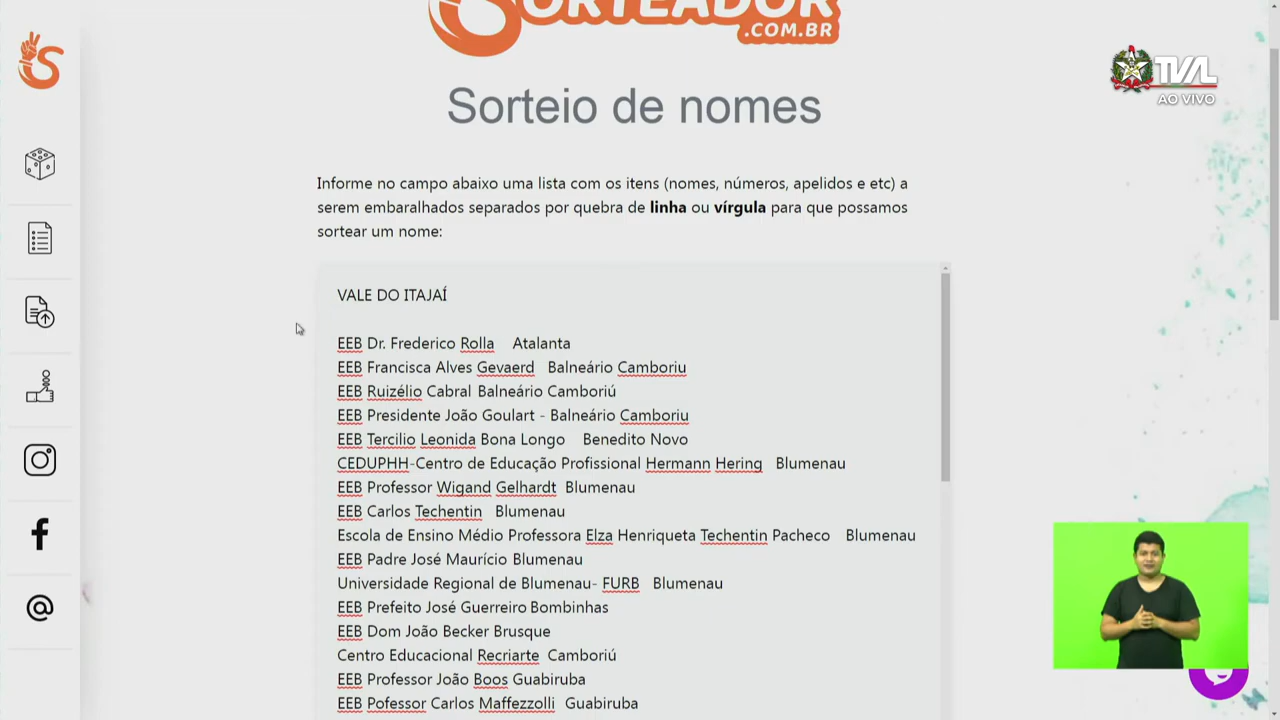 SORTEADOR
.COM.BR
TVAL
AO VIVO
Sorteio de nomes
Informe no campo abaixo uma lista com os itens (nomes, números, apelidos e etc) a
serem embaralhados separados por quebra de linha ou vírgula para que possamos
sortear um nome:
VALE DO ITAJAÍ
EEB Dr. Frederico Rolla Atalanta
EEB Francisca Alves Gevaerd Balneário Camboriu
EEB Ruizélio Cabral Balneário Camboriú
EEB Presidente João Goulart - Balneário Camboriu
EEB Tercilio Leonida Bona Longo Benedito Novo
CEDUPHH-Centro de Educação Profissional Hermann Hering Blumenau
EEB Professor Wigand Gelhardt Blumenau
EEB Carlos Techentin Blumenau
Escola de Ensino Médio Professora Elza Henriqueta Techentin Pacheco Blumenau
EEB Padre José Maurício Blumenau
Universidade Regional de Blumenau- FURB Blumenau
EEB Prefeito José Guerreiro Bombinhas
EEB Dom João Becker Brusque
Centro Educacional Recriarte Camboriú
EEB Professor João Boos Guabiruba
EEB Pofessor Carlos Maffezzolli Guabiruba